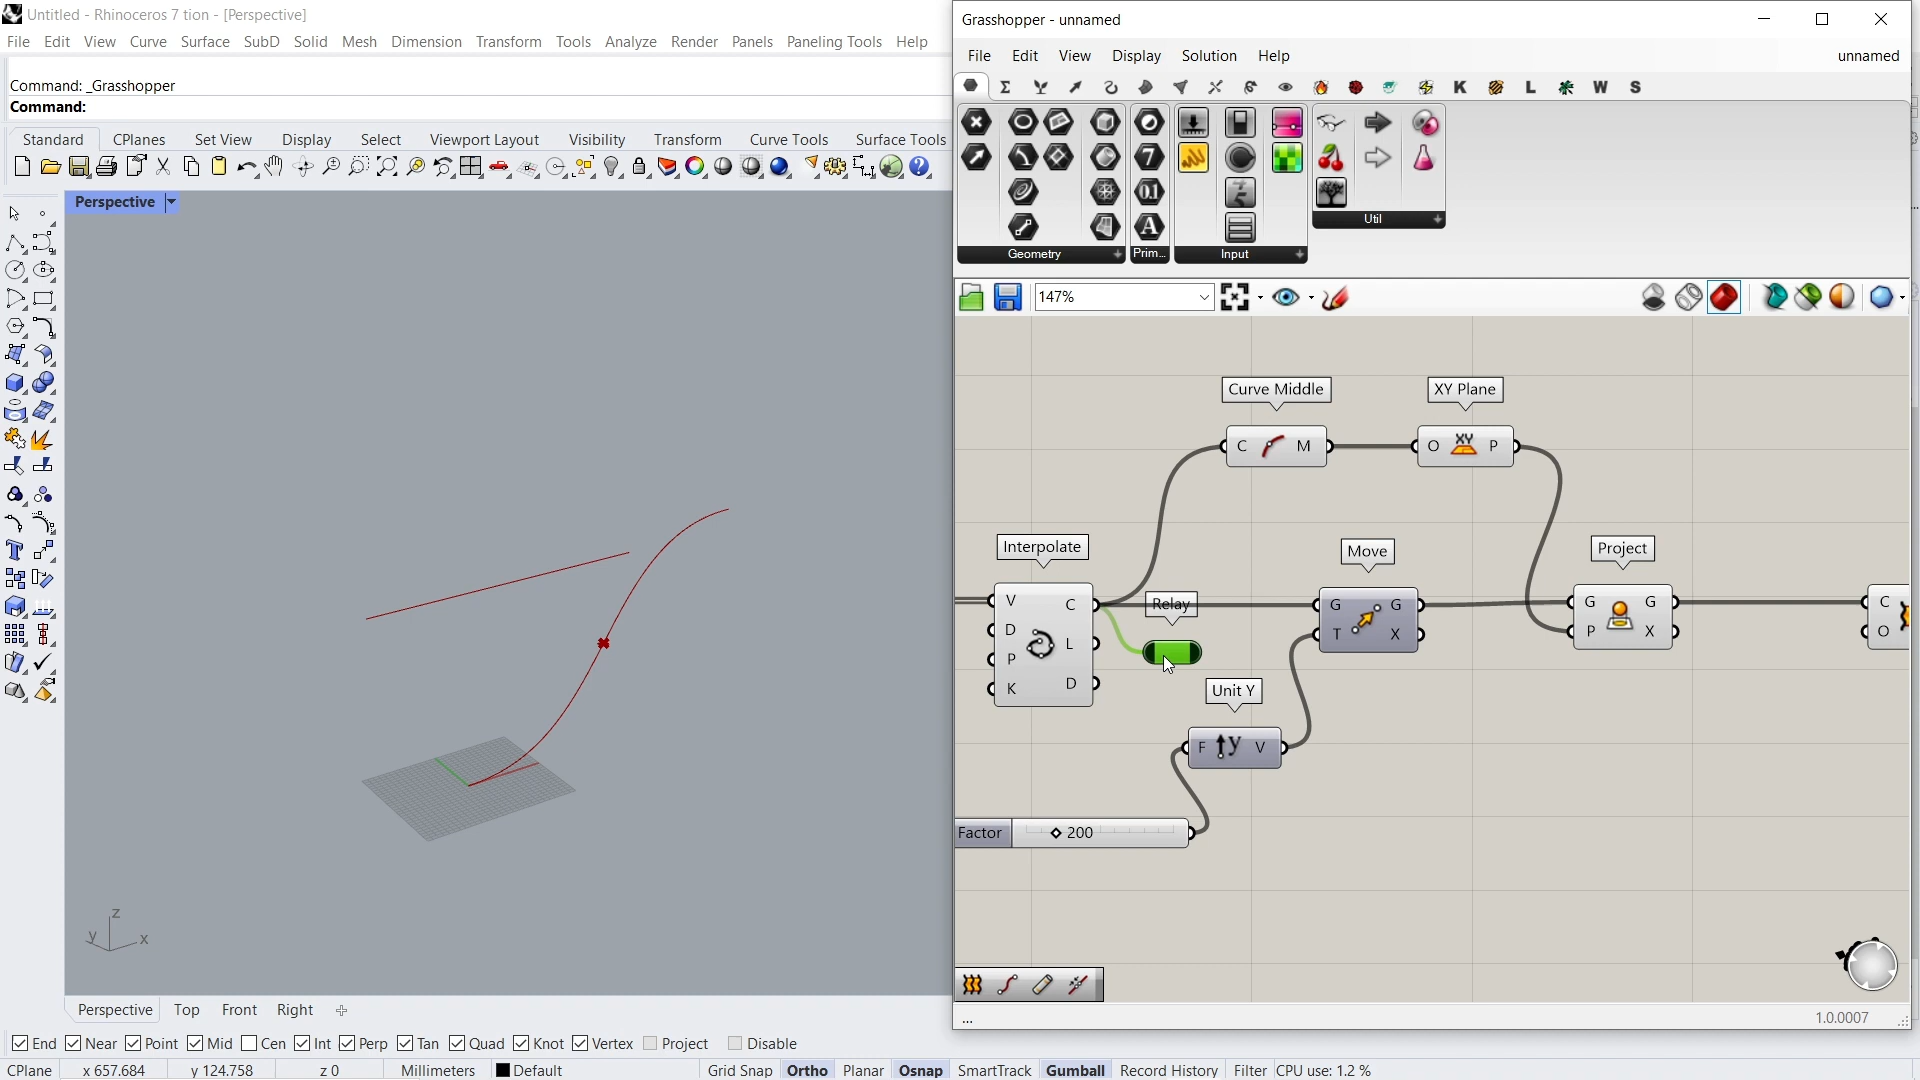 Untitled - Rhinoceros 7 tion - [Perspective]
File Edit View Curve Surface SubD Solid Mesh Dimension Transform Tools Analyze Render Panels Paneling Tools Help
Command: _Grasshopper
Command:
Standard CPlanes Set View Display Select Viewport Layout Visibility Transform Curve Tools Surface Tools
Perspective
z
y x
Perspective Top Front Right
End Near Point Mid Cen Int Perp Tan Quad Knot Vertex Project Disable
CPlane x 657.684 y 124.758 z 0 Millimeters Default Grid Snap Ortho Planar Osnap SmartTrack Gumball Record History Filter CPU use: 1.2 %
Grasshopper - unnamed
File Edit View Display Solution Help unnamed
K L W S
Geometry Prim... Input Util
147%
Curve Middle XY Plane
C M O XY P
Interpolate Relay Move Project
V D P K C L D
G T G X
G P G X
C O
Unit Y
F y V
Factor 200
... 1.0.0007